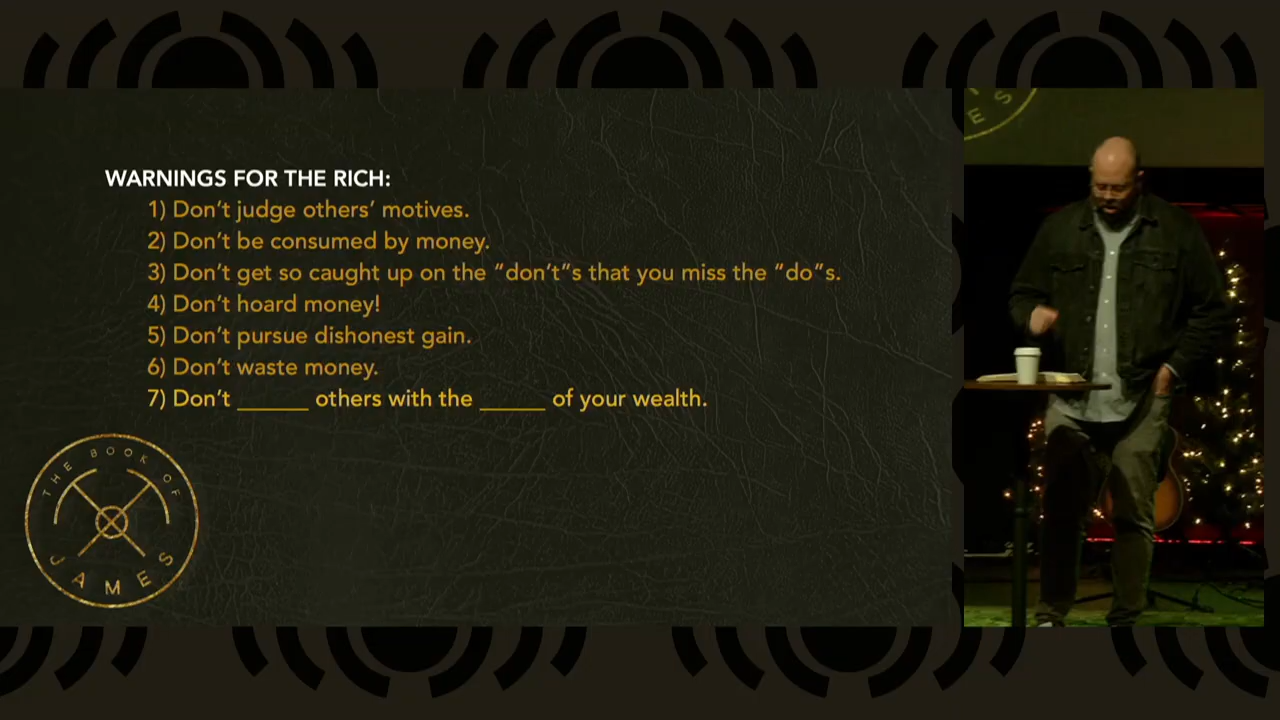 WARNINGS FOR THE RICH:
1) Don’t judge others’ motives.
2) Don’t be consumed by money.
3) Don’t get so caught up on the “don’t”s that you miss the “do”s.
4) Don’t hoard money!
5) Don’t pursue dishonest gain.
6) Don’t waste money.
7) Don’t ______ others with the ______ of your wealth.
THE BOOK OF
JAMES
ES